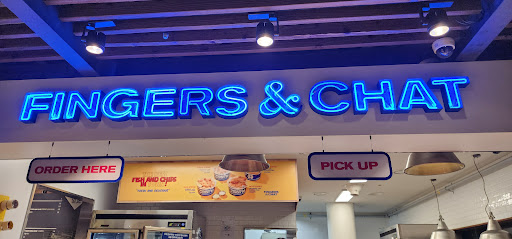 FINGERS & CHAT
ORDER HERE
FISH AND CHIPS
PICK UP